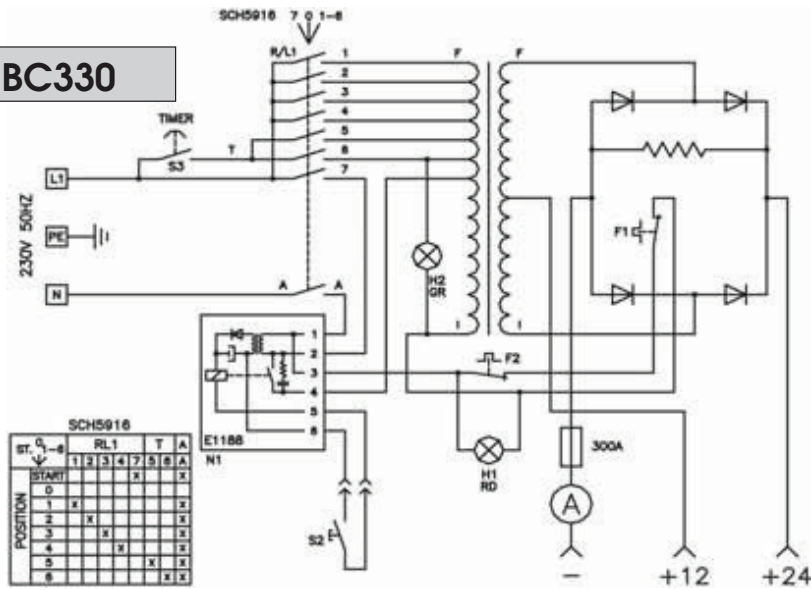 SCH5916 7 0 1-6
BC330
R/L1 1 F F
2
3
TIMER 4
5
T 6
S3 7
L1
230V 50HZ
PE
F1
H2
GR
N A A
I I
1
2
F2
3
4
5
6
E1188
N1
H1
RD
300A
A
S2
SCH5916
ST. 0 1-6 RL1 T A
1 2 3 4 7 5 6 A
POSITION
START X X
0
1 X X
2 X X
3 X X
4 X X
5 X X
6 X X
- +12 +24